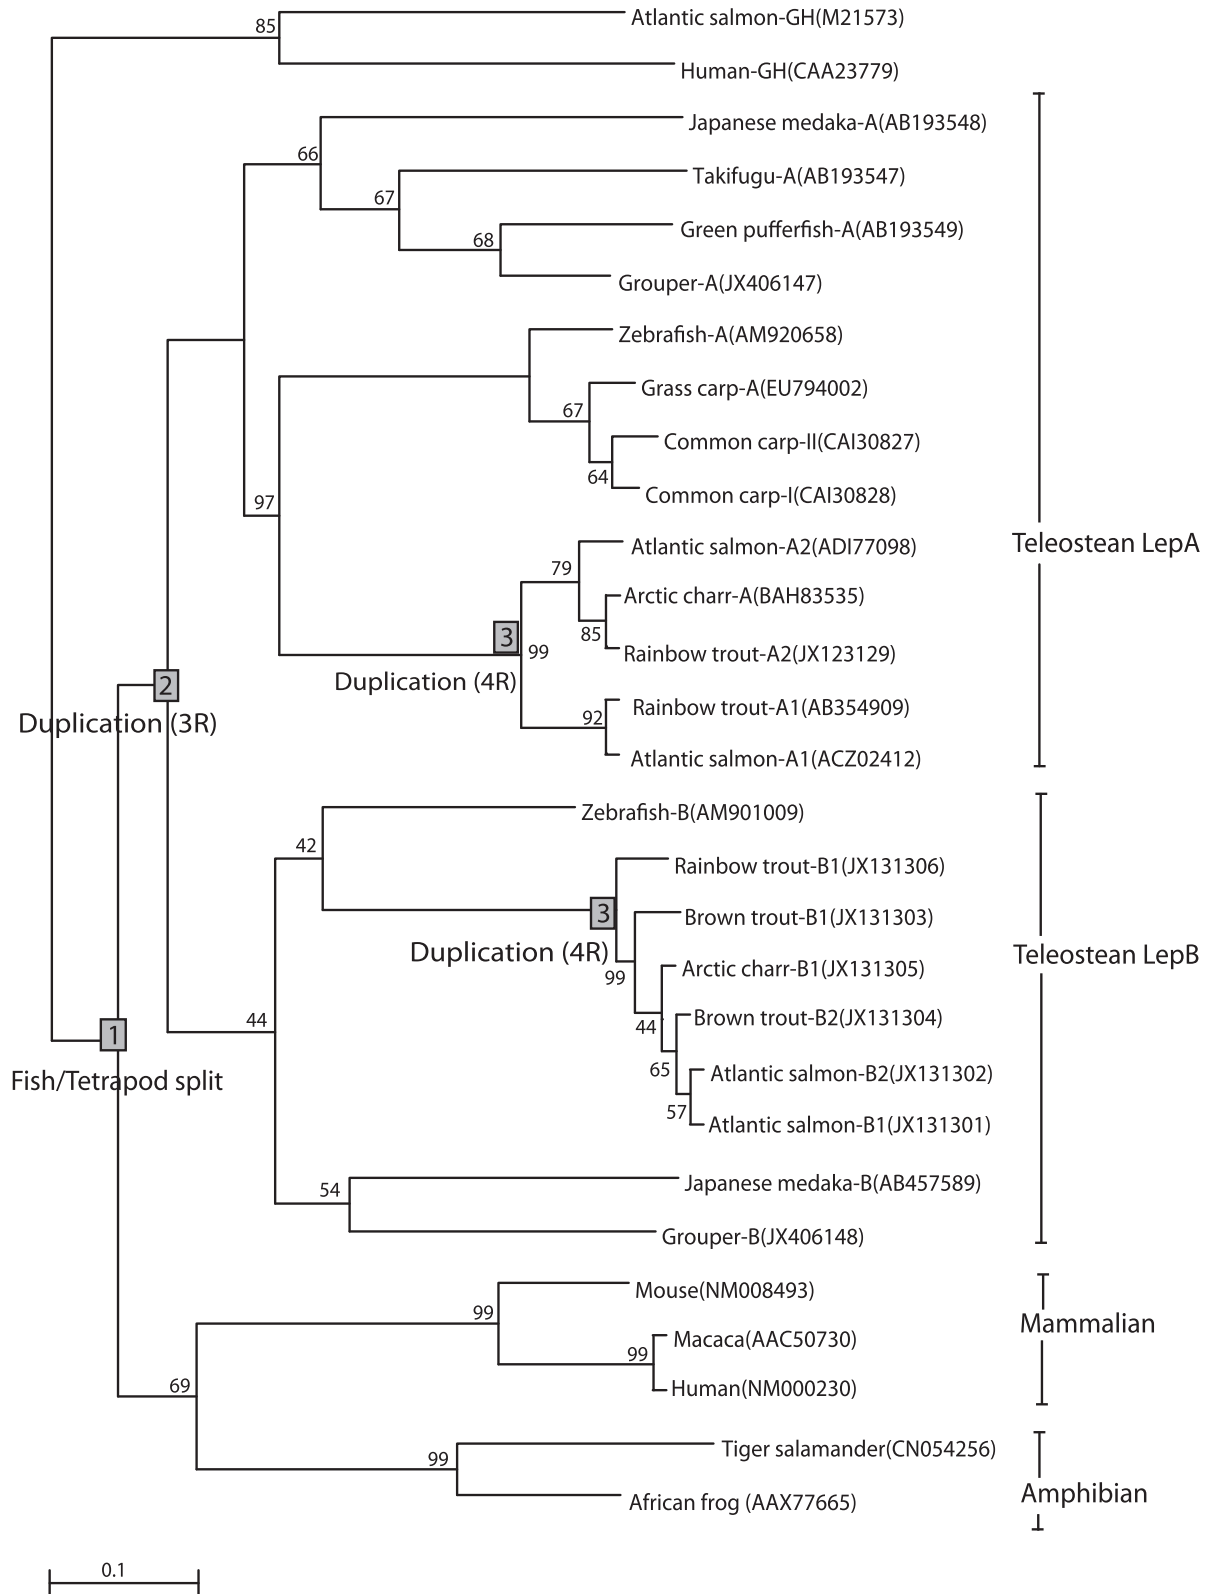 85
Atlantic salmon-GH(M21573)
Human-GH(CAA23779)
Japanese medaka-A(AB193548)
66
Takifugu-A(AB193547)
67
Green pufferfish-A(AB193549)
68
Grouper-A(JX406147)
Zebrafish-A(AM920658)
Grass carp-A(EU794002)
67
Common carp-II(CAI30827)
64
Common carp-I(CAI30828)
97
Atlantic salmon-A2(ADI77098)
Teleostean LepA
79
Arctic charr-A(BAH83535)
85
3
99
Rainbow trout-A2(JX123129)
Duplication (4R)
2
Rainbow trout-A1(AB354909)
92
Duplication (3R)
Atlantic salmon-A1(ACZ02412)
Zebrafish-B(AM901009)
42
Rainbow trout-B1(JX131306)
3
Brown trout-B1(JX131303)
Duplication (4R)
Teleostean LepB
99
Arctic charr-B1(JX131305)
44
44
Brown trout-B2(JX131304)
1
65
Fish/Tetrapod split
Atlantic salmon-B2(JX131302)
57
Atlantic salmon-B1(JX131301)
54
Japanese medaka-B(AB457589)
Grouper-B(JX406148)
Mouse(NM008493)
99
Mammalian
Macaca(AAC50730)
99
69
Human(NM000230)
Tiger salamander(CN054256)
99
Amphibian
African frog (AAX77665)
0.1